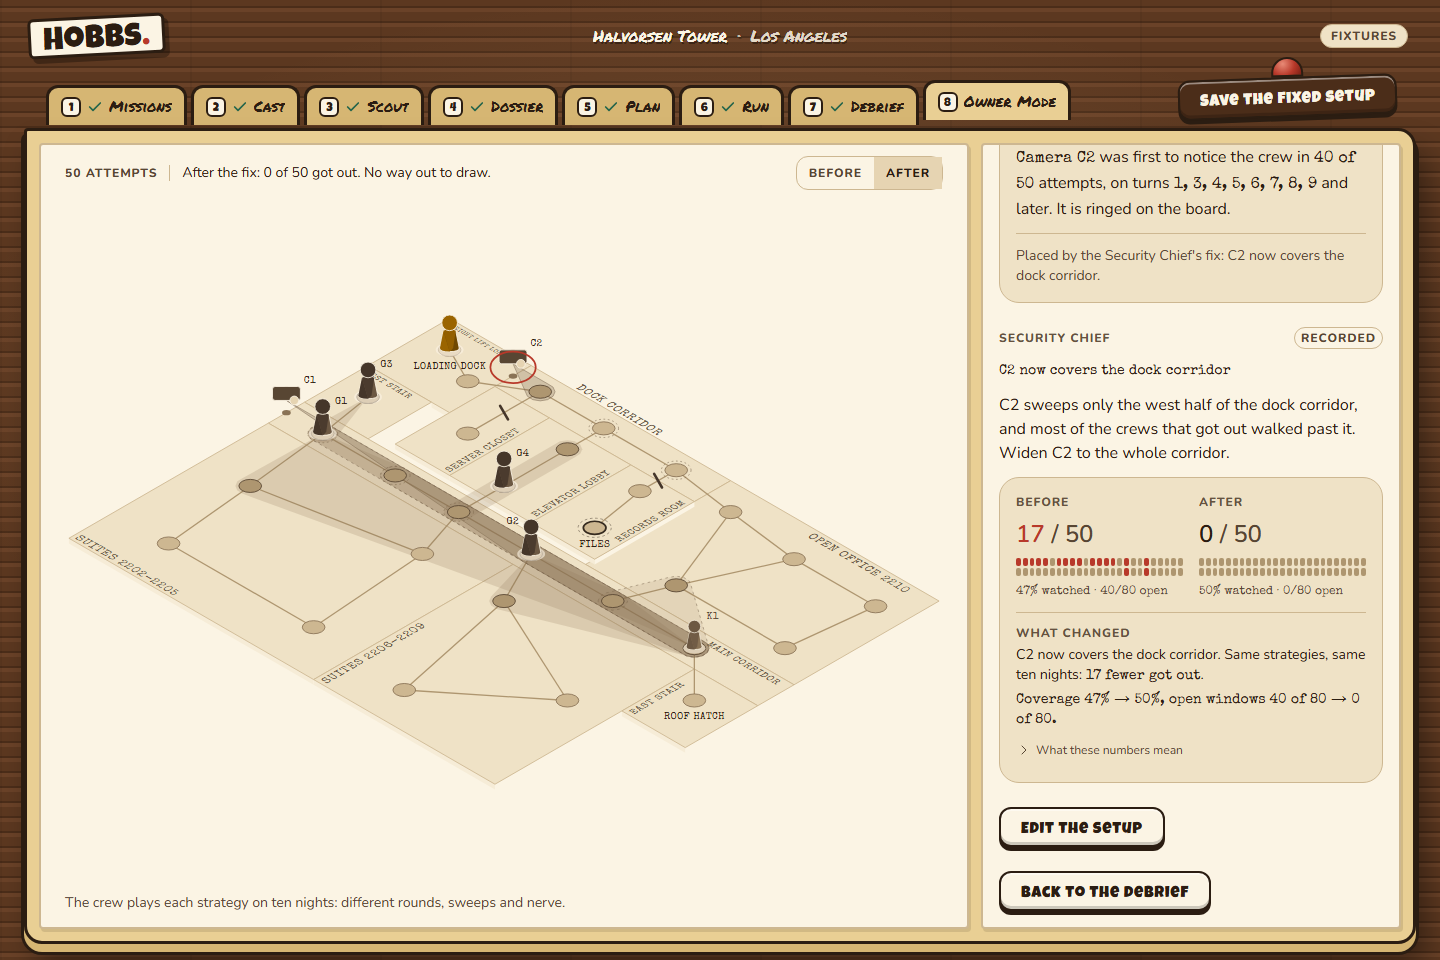 HOBBS.
Halvorsen Tower · Los Angeles
FIXTURES
1 ✓ Missions
2 ✓ Cast
3 ✓ Scout
4 ✓ Dossier
5 ✓ Plan
6 ✓ Run
7 ✓ Debrief
8 Owner Mode
Save the fixed setup
50 ATTEMPTS
After the fix: 0 of 50 got out. No way out to draw.
BEFORE
AFTER
C2
LOADING DOCK
G3
C1
G1
DOCK CORRIDOR
SERVER CLOSET
G4
ELEVATOR LOBBY
G2
FILES
RECORDS ROOM
OPEN OFFICE 2210
SUITES 2202–2205
SUITES 2206–2209
K1
MAIN CORRIDOR
EAST STAIR
ROOF HATCH
The crew plays each strategy on ten nights: different rounds, sweeps and nerve.
Camera C2 was first to notice the crew in 40 of
50 attempts, on turns 1, 3, 4, 5, 6, 7, 8, 9 and
later. It is ringed on the board.
Placed by the Security Chief's fix: C2 now covers the
dock corridor.
SECURITY CHIEF
RECORDED
C2 now covers the dock corridor
C2 sweeps only the west half of the dock corridor,
and most of the crews that got out walked past it.
Widen C2 to the whole corridor.
BEFORE
AFTER
17 / 50
0 / 50
47% watched · 40/80 open
50% watched · 0/80 open
WHAT CHANGED
C2 now covers the dock corridor. Same strategies, same
ten nights: 17 fewer got out.
Coverage 47% → 50%, open windows 40 of 80 → 0
of 80.
What these numbers mean
Edit the setup
Back to the debrief